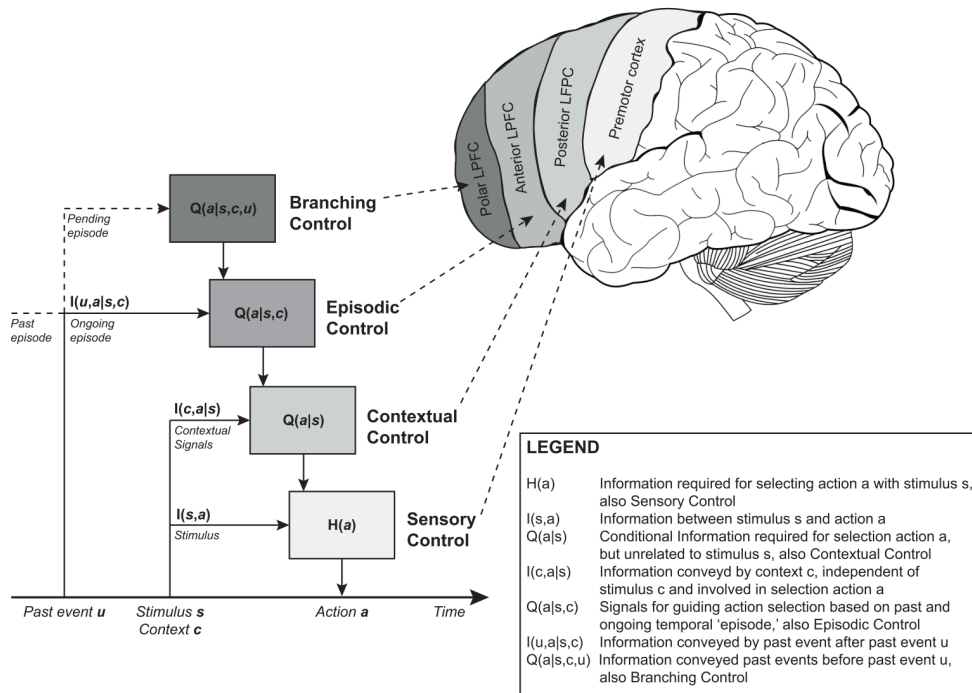 Polar LPFC
Anterior LPFC
Posterior LFPC
Premotor cortex
Q(a|s,c,u)
Branching
Control
Pending
episode
I(u,a|s,c)
Past
episode
Ongoing
episode
Q(a|s,c)
Episodic
Control
I(c,a|s)
Contextual
Signals
Q(a|s)
Contextual
Control
I(s,a)
Stimulus
H(a)
Sensory
Control
Past event u
Stimulus s
Context c
Action a
Time
LEGEND
H(a) Information required for selecting action a with stimulus s,
also Sensory Control
I(s,a) Information between stimulus s and action a
Q(a|s) Conditional Information required for selection action a,
but unrelated to stimulus s, also Contextual Control
I(c,a|s) Information conveyd by context c, independent of
stimulus c and involved in selection action a
Q(a|s,c) Signals for guiding action selection based on past and
ongoing temporal ‘episode,’ also Episodic Control
I(u,a|s,c) Information conveyed by past event after past event u
Q(a|s,c,u) Information conveyed past events before past event u,
also Branching Control